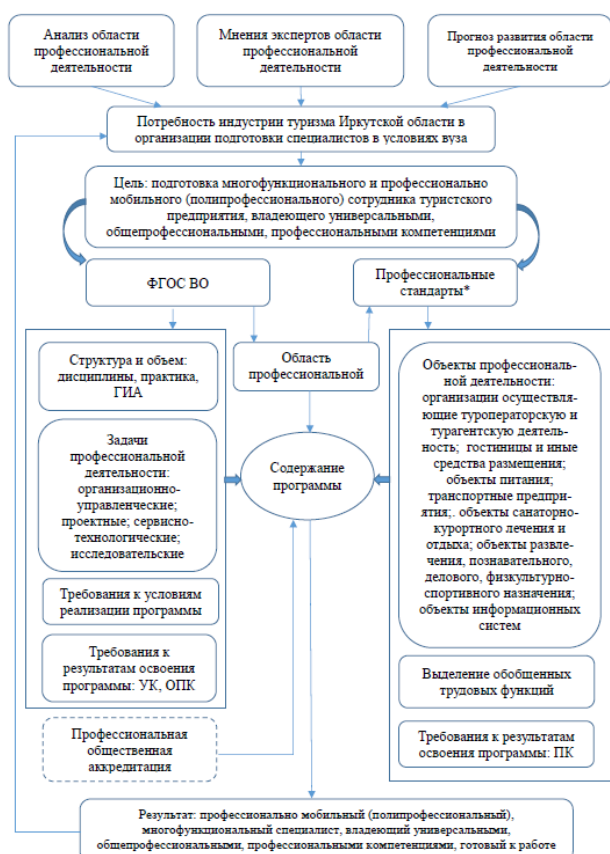 Анализ области
профессиональной
деятельности
Мнения экспертов области
профессиональной
деятельности
Прогноз развития области
профессиональной
деятельности
Потребность индустрии туризма Иркутской области в
организации подготовки специалистов в условиях вуза
Цель: подготовка многофункционального и профессионально
мобильного (полипрофессионального) сотрудника туристского
предприятия, владеющего универсальными,
общепрофессиональными, профессиональными компетенциями
ФГОС ВО
Профессиональные
стандарты*
Структура и объем:
дисциплины, практика,
ГИА
Область
профессиональной
Задачи
профессиональной
деятельности:
организационно-
управленческие;
проектные; сервисно-
технологические;
исследовательские
Содержание
программы
Объекты профессиональ-
ной деятельности:
организации осуществля-
ющие туроператорскую и
турагентскую деятель-
ность; гостиницы и иные
средства размещения;
объекты питания;
транспортные предпри-
ятия;. объекты санаторно-
курортного лечения и
отдыха; объекты развле-
чения, познавательного,
делового, физкультурно-
спортивного назначения;
объекты информационных
систем
Требования к условиям
реализации программы
Требования к
результатам освоения
программы: УК, ОПК
Выделение обобщенных
трудовых функций
Профессиональная
общественная
аккредитация
Требования к результатам
освоения программы: ПК
Результат: профессионально мобильный (полипрофессиональный),
многофункциональный специалист, владеющий универсальными,
общепрофессиональными, профессиональными компетенциями, готовый к работе